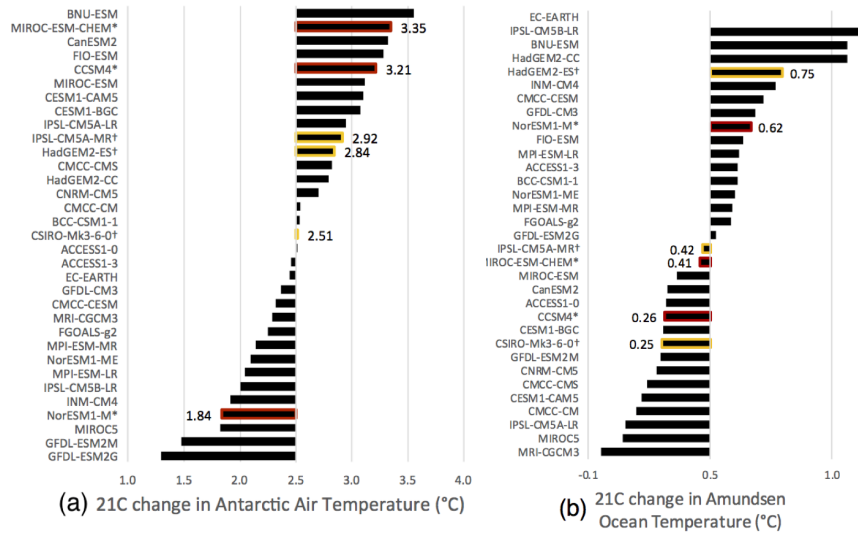 BNU-ESM
MIROC-ESM-CHEM*
3.35
CanESM2
FIO-ESM
CCSM4*
3.21
MIROC-ESM
CESM1-CAM5
CESM1-BGC
IPSL-CM5A-LR
IPSL-CM5A-MR†
2.92
HadGEM2-ES†
2.84
CMCC-CMS
HadGEM2-CC
CNRM-CM5
CMCC-CM
BCC-CSM1-1
CSIRO-Mk3-6-0†
2.51
ACCESS1-0
ACCESS1-3
EC-EARTH
GFDL-CM3
CMCC-CESM
MRI-CGCM3
FGOALS-g2
MPI-ESM-MR
NorESM1-ME
MPI-ESM-LR
IPSL-CM5B-LR
INM-CM4
NorESM1-M*
1.84
MIROC5
GFDL-ESM2M
GFDL-ESM2G
1.0 1.5 2.0 2.5 3.0 3.5 4.0
(a) 21C change in Antarctic Air Temperature (°C)
EC-EARTH
IPSL-CM5B-LR
BNU-ESM
HadGEM2-CC
HadGEM2-ES†
0.75
INM-CM4
CMCC-CESM
GFDL-CM3
NorESM1-M*
0.62
FIO-ESM
MPI-ESM-LR
ACCESS1-3
BCC-CSM1-1
NorESM1-ME
MPI-ESM-MR
FGOALS-g2
GFDL-ESM2G
IPSL-CM5A-MR†
0.42
IIROC-ESM-CHEM*
0.41
MIROC-ESM
CanESM2
ACCESS1-0
CCSM4*
0.26
CESM1-BGC
CSIRO-Mk3-6-0†
0.25
GFDL-ESM2M
CNRM-CM5
CMCC-CMS
CESM1-CAM5
CMCC-CM
IPSL-CM5A-LR
MIROC5
MRI-CGCM3
-0.1 0.5 1.0
(b) 21C change in Amundsen
Ocean Temperature (°C)